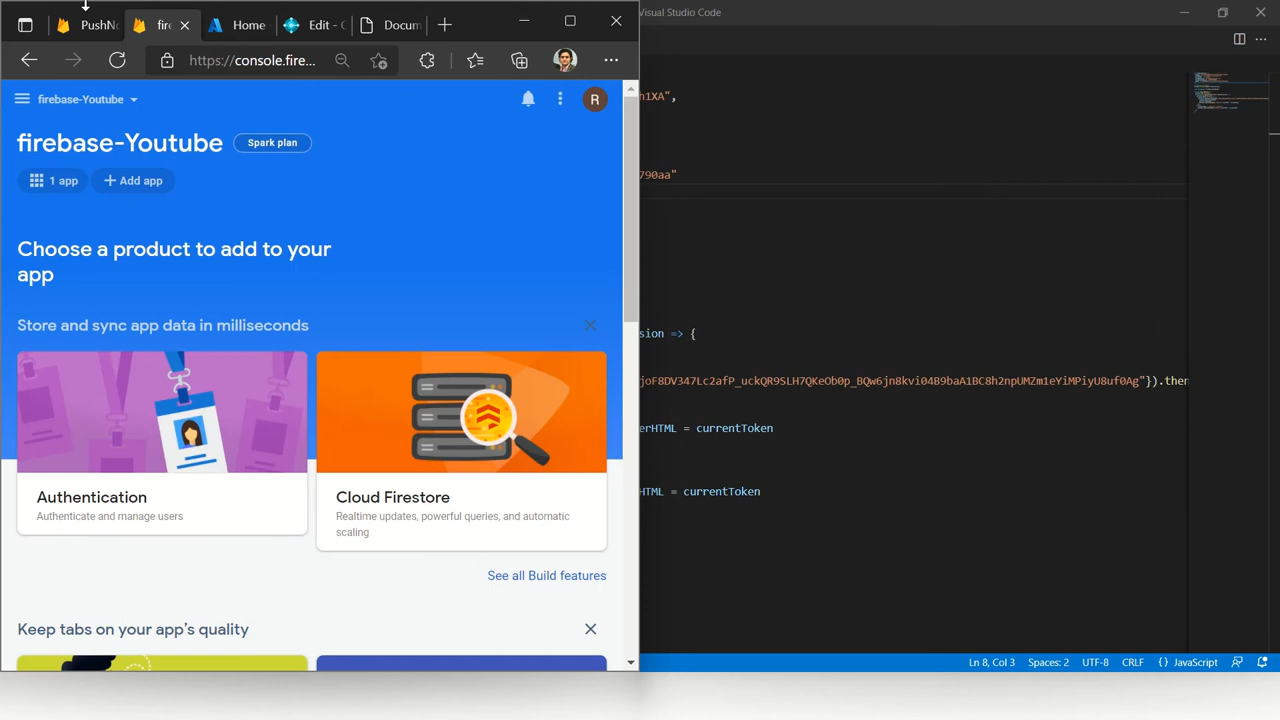 PushNo
fire
Home
Edit - C
Docum
https://console.fire...
firebase-Youtube
R
firebase-Youtube
Spark plan
1 app
Add app
Choose a product to add to your
app
Store and sync app data in milliseconds
Authentication
Authenticate and manage users
Cloud Firestore
Realtime updates, powerful queries, and automatic
scaling
See all Build features
Keep tabs on your app's quality
Visual Studio Code
n1XA",
790aa"
sion => {
joF8DV347Lc2afP_uckQR9SLH7QKeOb0p_BQw6jn8kvi04B9baA1BC8h2npUMZm1eYiMPiyU8uf0Ag"}).then
erHTML = currentToken
HTML = currentToken
Ln 8, Col 3
Spaces: 2
UTF-8
CRLF
{} JavaScript